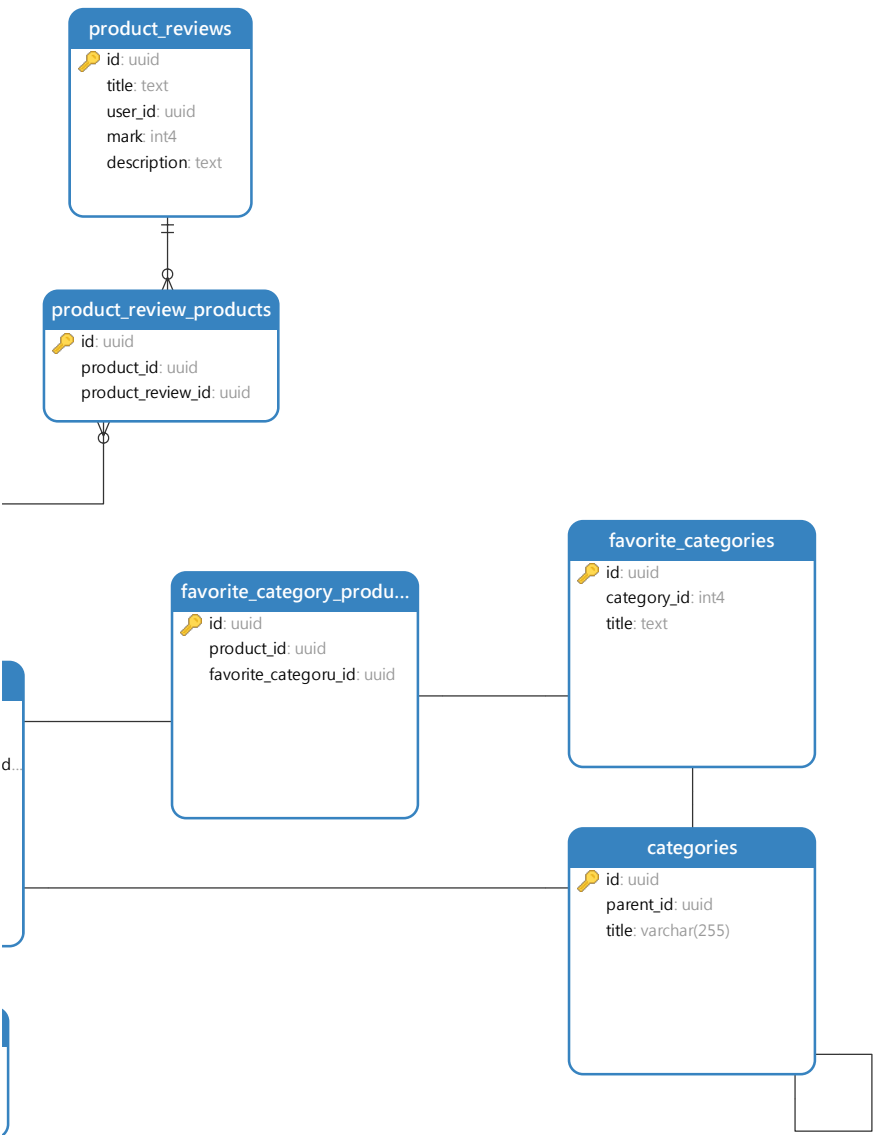 product_reviews
id: uuid
title: text
user_id: uuid
mark: int4
description: text
product_review_products
id: uuid
product_id: uuid
product_review_id: uuid
favorite_categories
id: uuid
category_id: int4
title: text
favorite_category_produ...
id: uuid
product_id: uuid
favorite_categoru_id: uuid
d...
categories
id: uuid
parent_id: uuid
title: varchar(255)